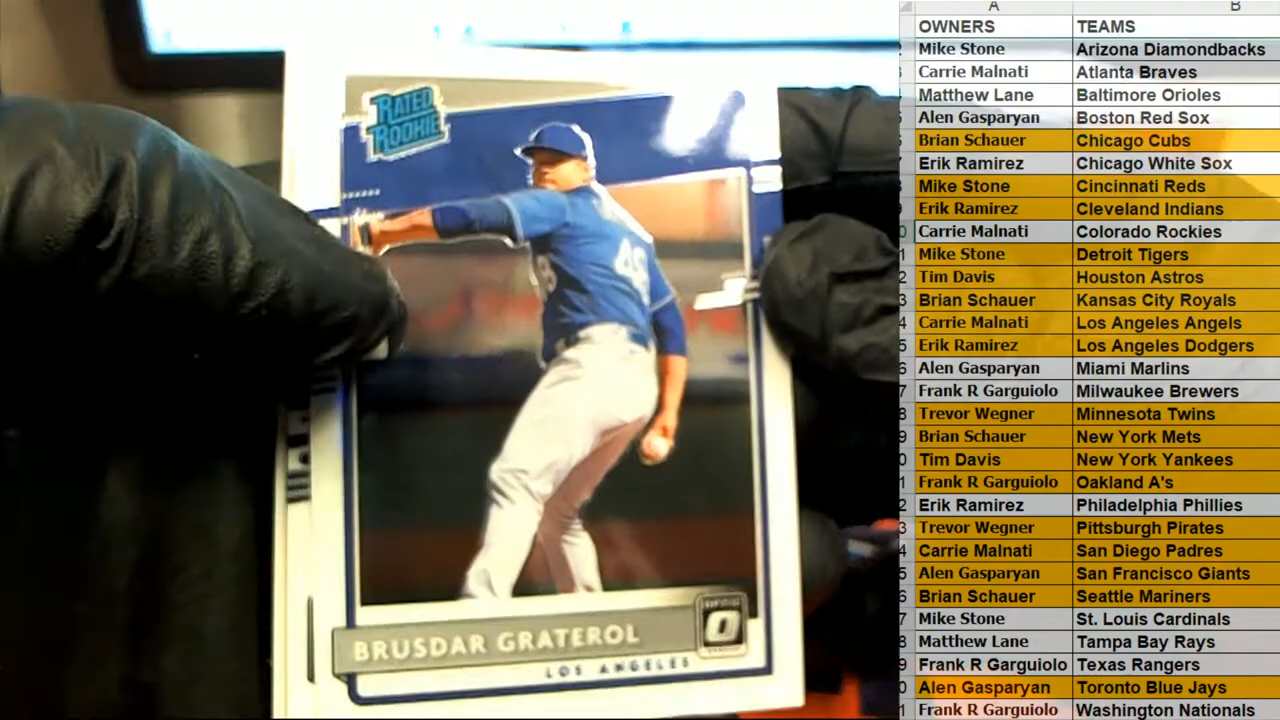 RATED
ROOKIE
48
BRUSDAR GRATEROL
LOS ANGELES
OPTIC
A B
OWNERS TEAMS
Mike Stone Arizona Diamondbacks
Carrie Malnati Atlanta Braves
Matthew Lane Baltimore Orioles
Alen Gasparyan Boston Red Sox
Brian Schauer Chicago Cubs
Erik Ramirez Chicago White Sox
Mike Stone Cincinnati Reds
Erik Ramirez Cleveland Indians
Carrie Malnati Colorado Rockies
Mike Stone Detroit Tigers
Tim Davis Houston Astros
Brian Schauer Kansas City Royals
Carrie Malnati Los Angeles Angels
Erik Ramirez Los Angeles Dodgers
Alen Gasparyan Miami Marlins
Frank R Garguiolo Milwaukee Brewers
Trevor Wegner Minnesota Twins
Brian Schauer New York Mets
Tim Davis New York Yankees
Frank R Garguiolo Oakland A's
Erik Ramirez Philadelphia Phillies
Trevor Wegner Pittsburgh Pirates
Carrie Malnati San Diego Padres
Alen Gasparyan San Francisco Giants
Brian Schauer Seattle Mariners
Mike Stone St. Louis Cardinals
Matthew Lane Tampa Bay Rays
Frank R Garguiolo Texas Rangers
Alen Gasparyan Toronto Blue Jays
Frank R Garguiolo Washington Nationals